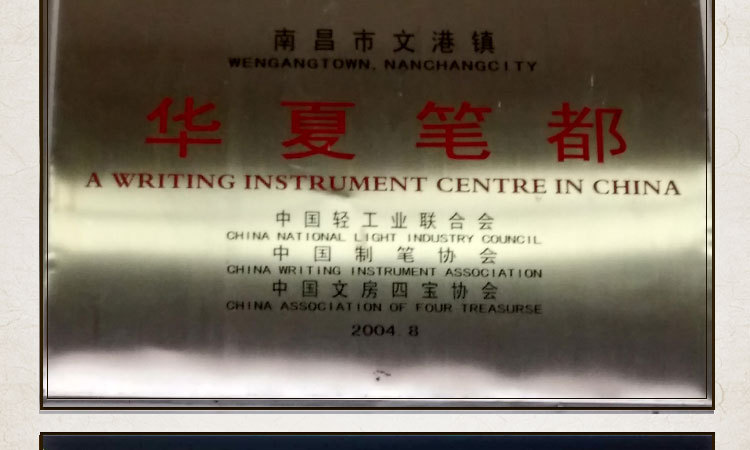 南昌市文港镇
WENGANGTOWN. NANCHANGCITY
华夏笔都
A WRITING INSTRUMENT CENTRE IN CHINA
中国轻工业联合会
CHINA NATIONAL LIGHT INDUSTRY COUNCIL
中国制笔协会
CHINA WRITING INSTRUMENT ASSOCIATION
中国文房四宝协会
CHINA ASSOCIATION OF FOUR TREASURSE
2004.8